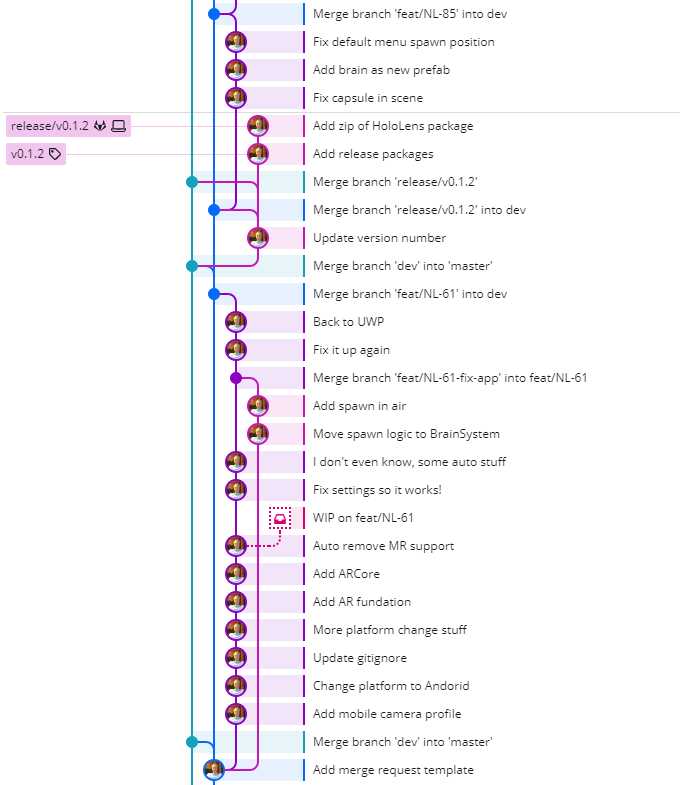 Merge branch 'feat/NL-85' into dev
Fix default menu spawn position
Add brain as new prefab
Fix capsule in scene
release/v0.1.2 Add zip of HoloLens package
v0.1.2 Add release packages
Merge branch 'release/v0.1.2'
Merge branch 'release/v0.1.2' into dev
Update version number
Merge branch 'dev' into 'master'
Merge branch 'feat/NL-61' into dev
Back to UWP
Fix it up again
Merge branch 'feat/NL-61-fix-app' into feat/NL-61
Add spawn in air
Move spawn logic to BrainSystem
I don't even know, some auto stuff
Fix settings so it works!
WIP on feat/NL-61
Auto remove MR support
Add ARCore
Add AR fundation
More platform change stuff
Update gitignore
Change platform to Andorid
Add mobile camera profile
Merge branch 'dev' into 'master'
Add merge request template